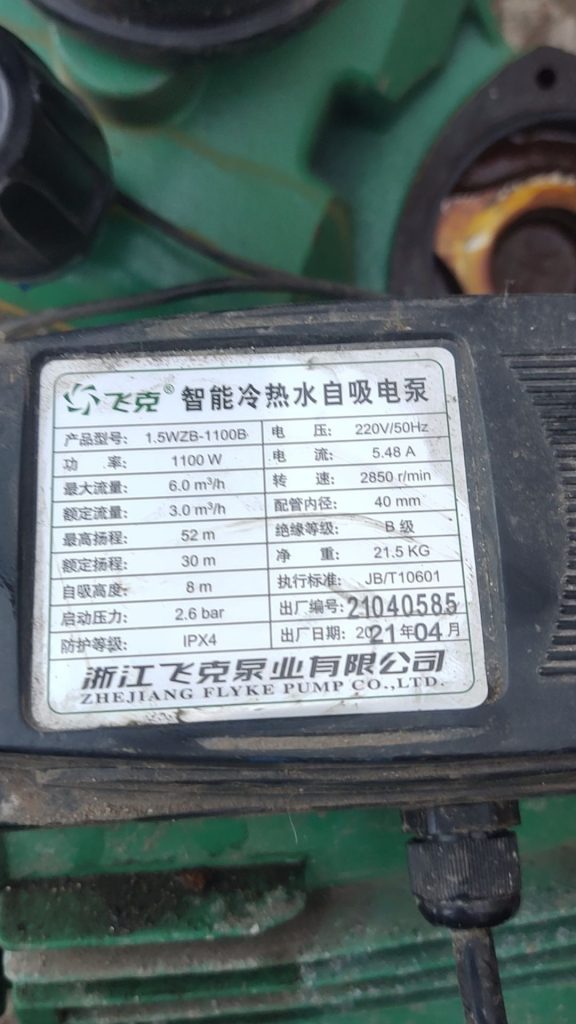 飞克® 智能冷热水自吸电泵
产品型号: 1.5WZB-1100B 电 压: 220V/50Hz
功 率: 1100 W 电 流: 5.48 A
最大流量: 6.0 m³/h 转 速: 2850 r/min
额定流量: 3.0 m³/h 配管内径: 40 mm
最高扬程: 52 m 绝缘等级: B 级
额定扬程: 30 m 净 重: 21.5 KG
自吸高度: 8 m 执行标准: JB/T10601
启动压力: 2.6 bar 出厂编号: 21040585
防护等级: IPX4 出厂日期: 2021年04月
浙江飞克泵业有限公司
ZHEJIANG FLYKE PUMP CO.,LTD.